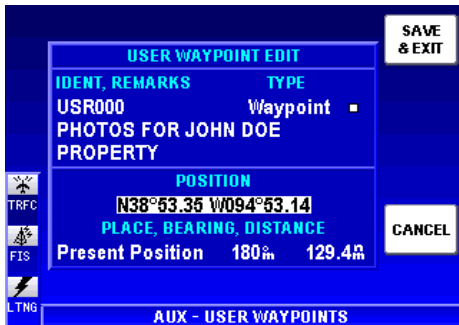 SAVE
& EXIT
USER WAYPOINT EDIT
IDENT, REMARKS TYPE
USR000 Waypoint
PHOTOS FOR JOHN DOE
PROPERTY
POSITION
N38°53.35 W094°53.14
PLACE, BEARING, DISTANCE
Present Position 180°m 129.4nm
TRFC
FIS
LTNG
CANCEL
AUX - USER WAYPOINTS